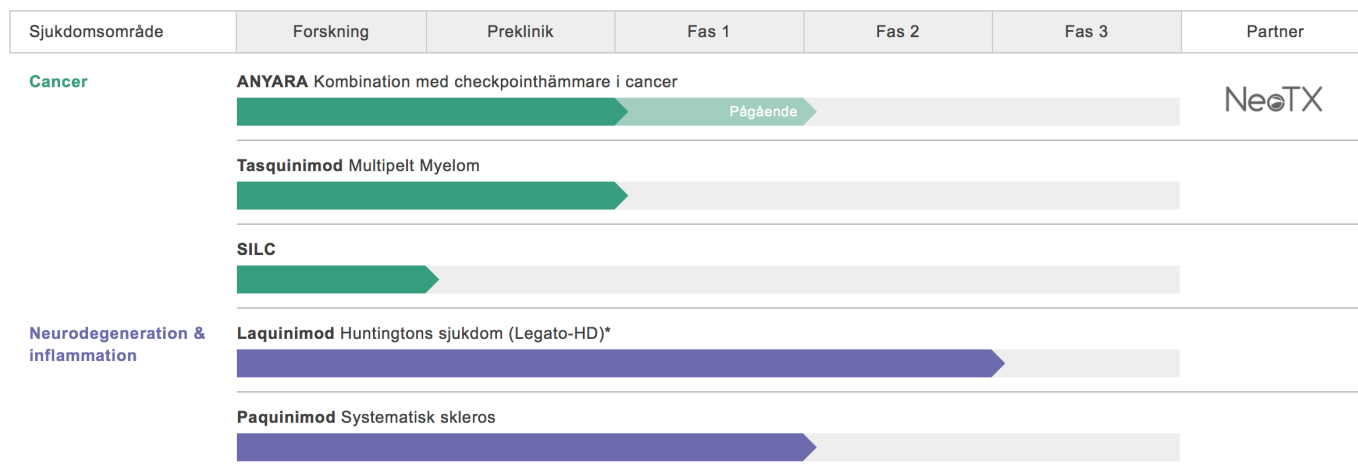 Sjukdomsområde Forskning Preklinik Fas 1 Fas 2 Fas 3 Partner
Cancer
ANYARA Kombination med checkpointhämmare i cancer
Pågående
NeoTX
Tasquinimod Multipelt Myelom
SILC
Neurodegeneration &
inflammation
Laquinimod Huntingtons sjukdom (Legato-HD)*
Paquinimod Systematisk skleros